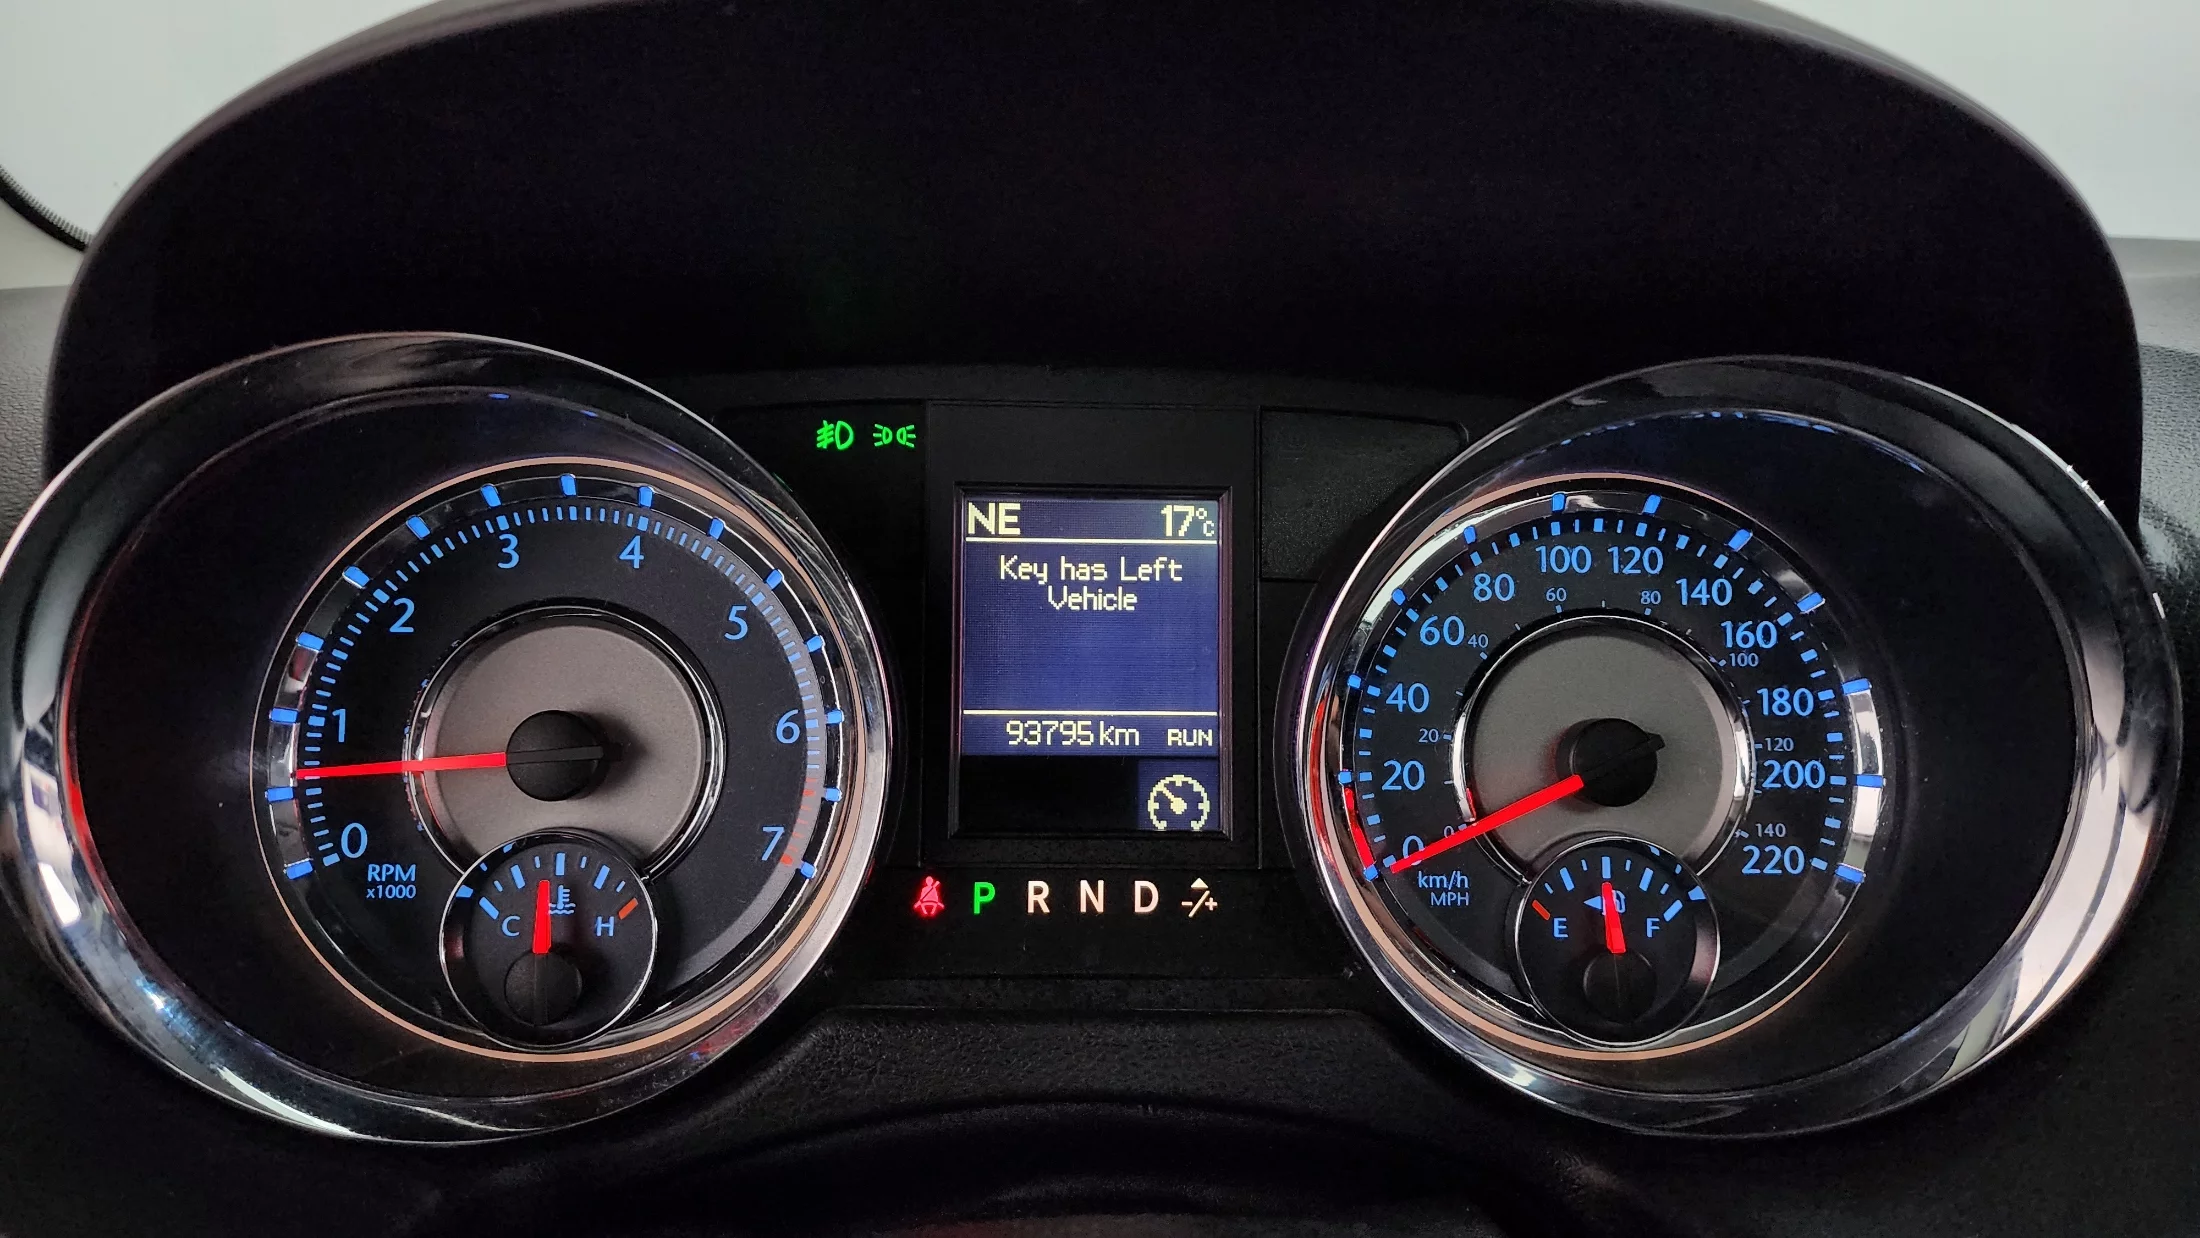 NE 17°C
Key has Left
Vehicle
93795 km RUN
0 1 2 3 4 5 6 7
RPM
x1000
C H
P R N D -/+
0 20 40 60 80 100 120 140 160 180 200 220
0 20 40 60 80 100 120 140
km/h
MPH
E F